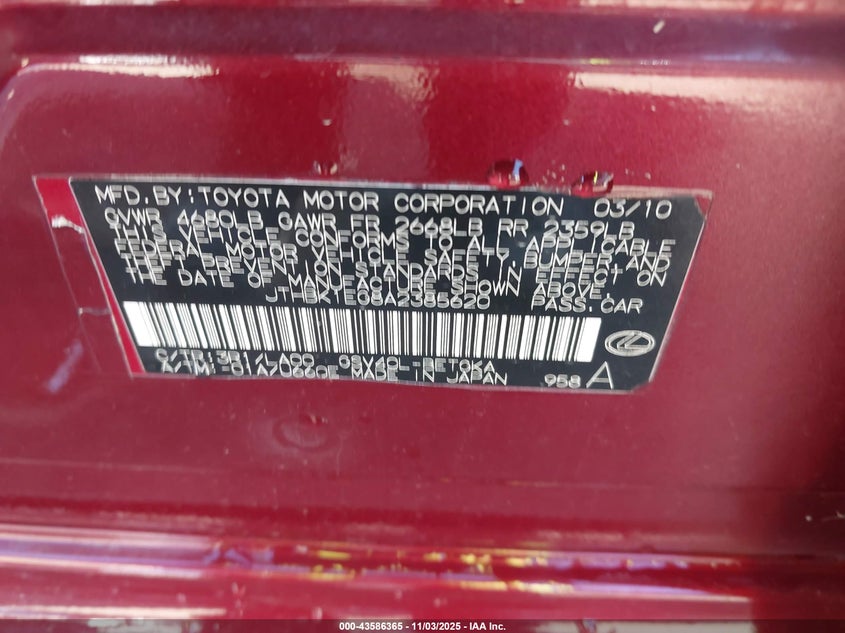 MFD. BY: TOYOTA MOTOR CORPORATION 03/10
GVWR 4680LB GAWR FR 2668LB RR 2359LB
THIS VEHICLE CONFORMS TO ALL APPLICABLE
FEDERAL MOTOR VEHICLE SAFETY, BUMPER AND
THEFT PREVENTION STANDARDS IN EFFECT ON
THE DATE OF MANUFACTURE SHOWN ABOVE.
JTHBK1EG8A2385620 PASS. CAR
C/TR: 3R1/LA00 GSV40L-BETGKA
A/TM: -01A/U660E MADE IN JAPAN 958 A
000-43586365 | 11/03/2025 - IAA Inc.